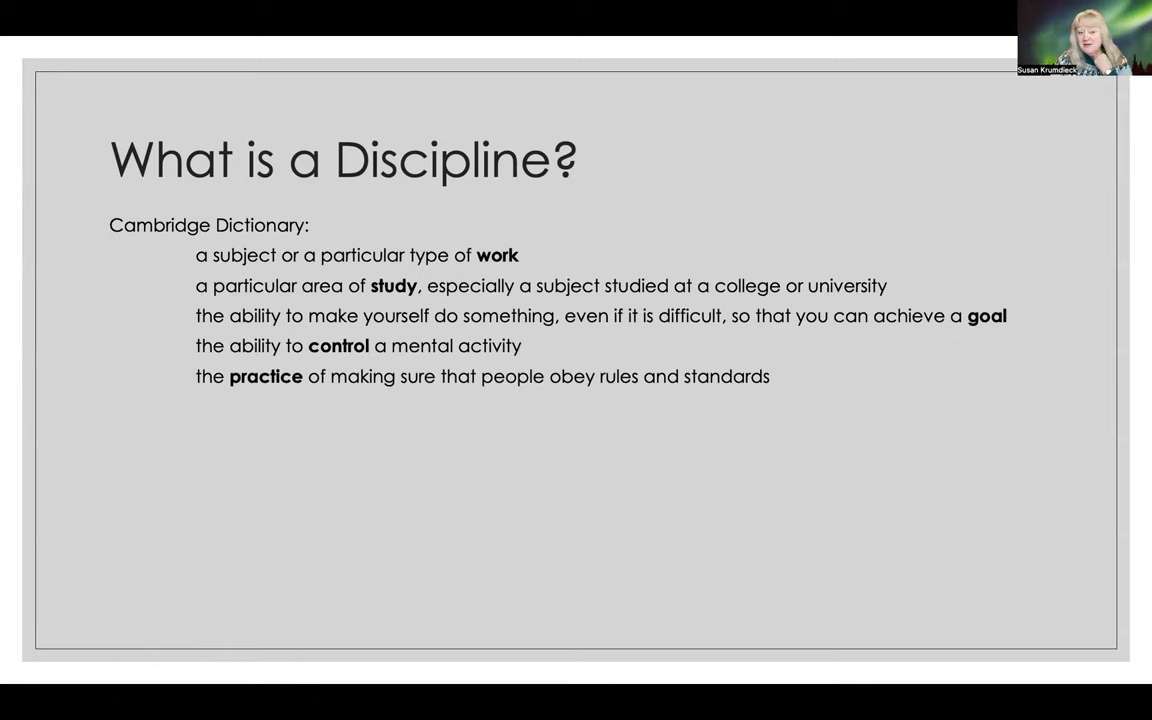 Susan Krumdieck
What is a Discipline?
Cambridge Dictionary:
a subject or a particular type of work
a particular area of study, especially a subject studied at a college or university
the ability to make yourself do something, even if it is difficult, so that you can achieve a goal
the ability to control a mental activity
the practice of making sure that people obey rules and standards